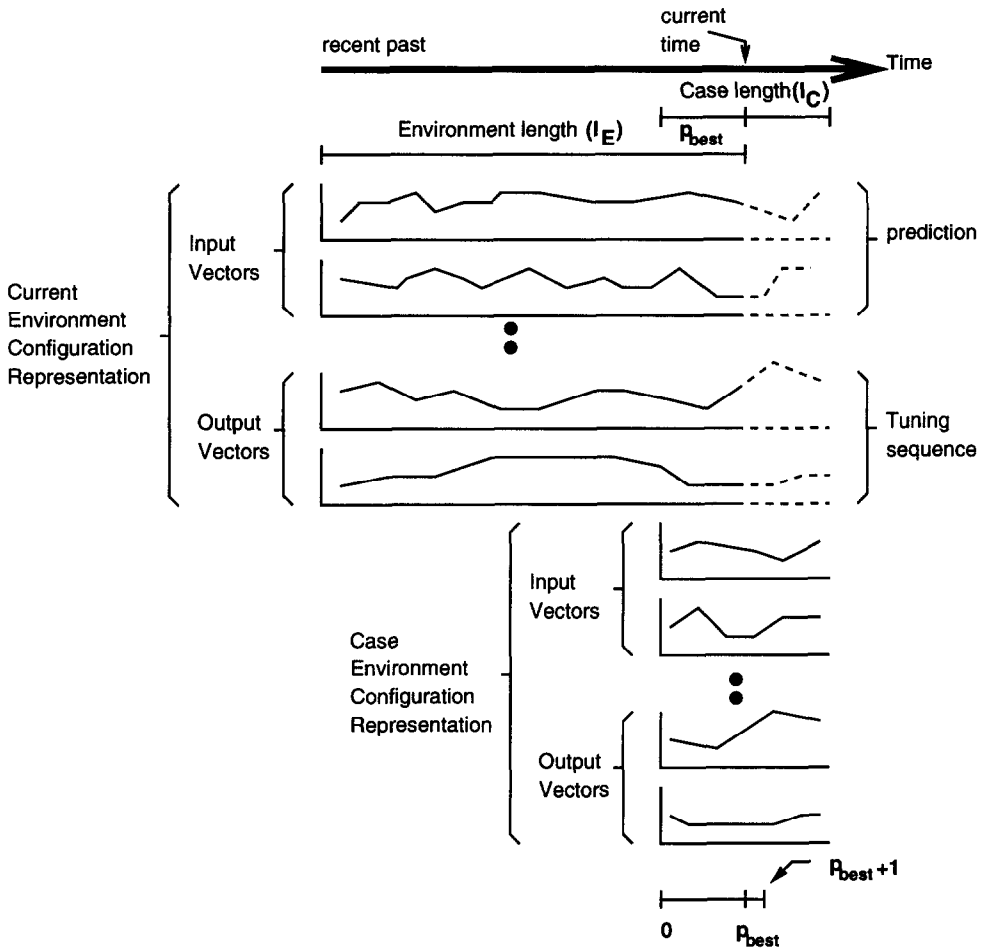 current
time
recent past
Time
Case length(lC)
Environment length (lE)
pbest
Input
Vectors
prediction
Current
Environment
Configuration
Representation
Output
Vectors
Tuning
sequence
Input
Vectors
Case
Environment
Configuration
Representation
Output
Vectors
pbest+1
0
pbest